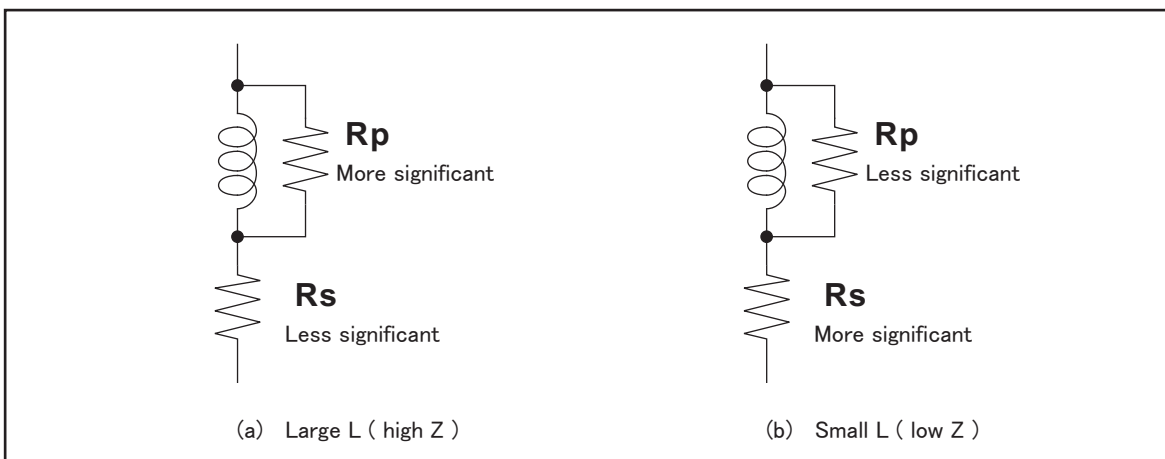 Rp
More significant
Rs
Less significant
(a) Large L ( high Z )
Rp
Less significant
Rs
More significant
(b) Small L ( low Z )